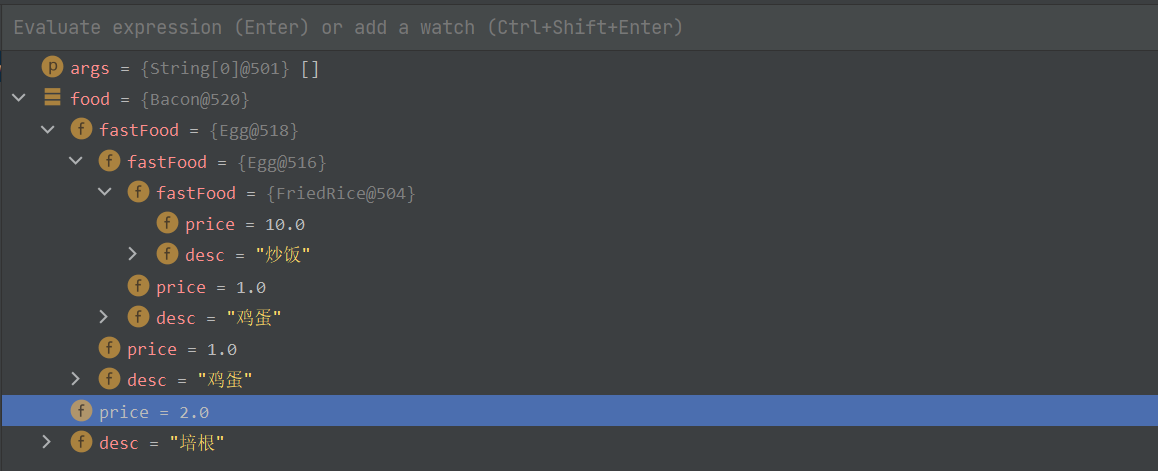 Evaluate expression (Enter) or add a watch (Ctrl+Shift+Enter)
p args = {String[0]@501} []
food = {Bacon@520}
f fastFood = {Egg@518}
f fastFood = {Egg@516}
f fastFood = {FriedRice@504}
f price = 10.0
f desc = "炒饭"
f price = 1.0
f desc = "鸡蛋"
f price = 1.0
f desc = "鸡蛋"
f price = 2.0
f desc = "培根"